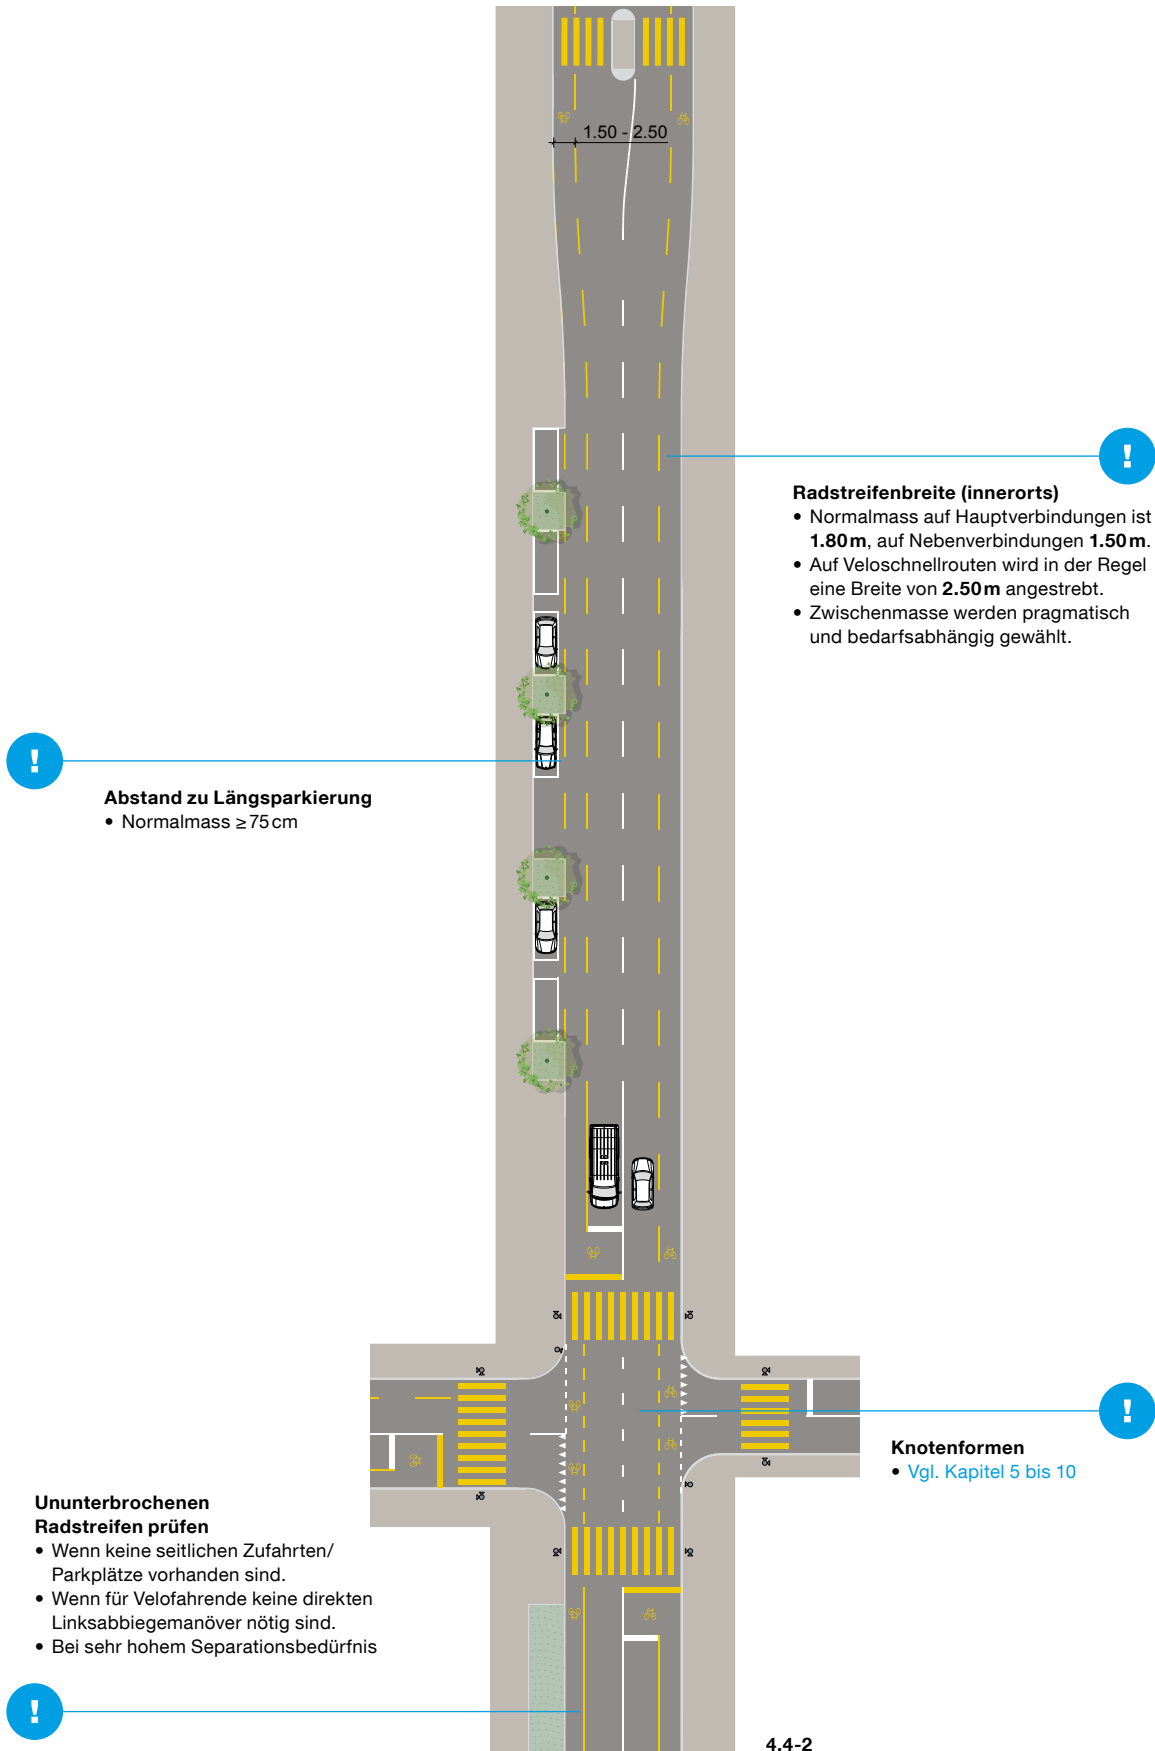 1.50 - 2.50
!
Radstreifenbreite (innerorts)
• Normalmass auf Hauptverbindungen ist
1.80 m, auf Nebenverbindungen 1.50 m.
• Auf Veloschnellrouten wird in der Regel
eine Breite von 2.50 m angestrebt.
• Zwischenmasse werden pragmatisch
und bedarfsabhängig gewählt.
!
Abstand zu Längsparkierung
• Normalmass ≥ 75 cm
!
Knotenformen
• Vgl. Kapitel 5 bis 10
Ununterbrochenen
Radstreifen prüfen
• Wenn keine seitlichen Zufahrten/
Parkplätze vorhanden sind.
• Wenn für Velofahrende keine direkten
Linksabbiegemanöver nötig sind.
• Bei sehr hohem Separationsbedürfnis
!
4.4-2